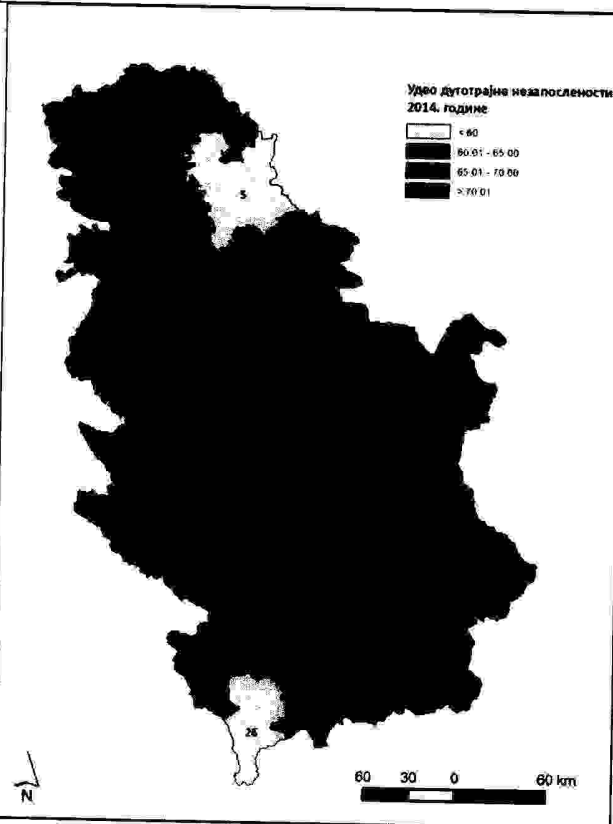 Удео дуготрајне незапослености
2014. године
< 60
60.01 - 65.00
65.01 - 70.00
> 70.01
5
26
N
60 30 0 60 km